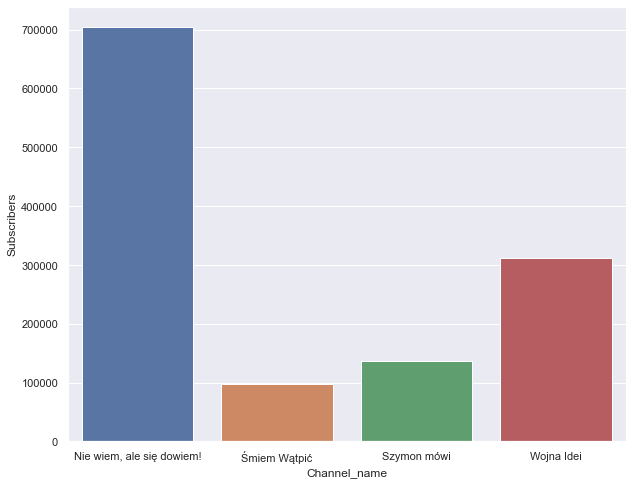 700000
600000
500000
400000
300000
200000
100000
0
Subscribers
Nie wiem, ale się dowiem!
Śmiem Wątpić
Szymon mówi
Wojna Idei
Channel_name